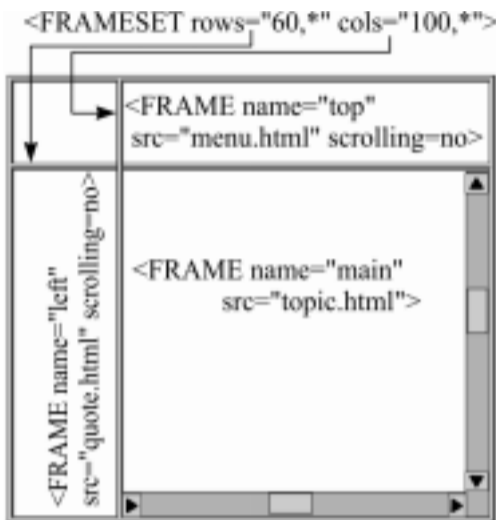 <FRAMESET rows="60,*" cols="100,*">
<FRAME name="top"
src="menu.html" scrolling=no>
<FRAME name="left"
src="quote.html" scrolling=no>
<FRAME name="main"
src="topic.html">